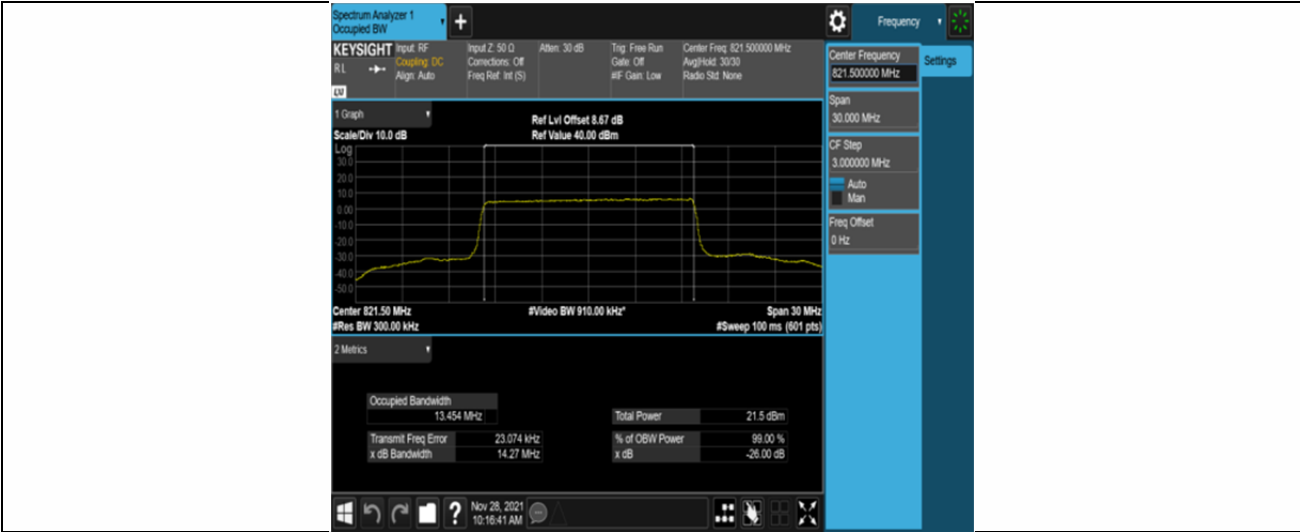 Spectrum Analyzer 1
Occupied BW
+
Frequency
KEYSIGHT
R L
Input: RF
Coupling: DC
Align: Auto
Input Z: 50 Ω
Corrections: Off
Freq Ref: Int (S)
Atten: 30 dB
Trig: Free Run
Gate: Off
#IF Gain: Low
Center Freq: 821.500000 MHz
Avg|Hold: 30/30
Radio Std: None
Center Frequency
821.500000 MHz
Settings
Span
30.000 MHz
CF Step
3.000000 MHz
Auto
Man
Freq Offset
0 Hz
1 Graph
Scale/Div 10.0 dB
Ref Lvl Offset 8.67 dB
Ref Value 40.00 dBm
Log
30.0
20.0
10.0
0.00
-10.0
-20.0
-30.0
-40.0
-50.0
Center 821.50 MHz
#Res BW 300.00 kHz
#Video BW 910.00 kHz*
Span 30 MHz
#Sweep 100 ms (601 pts)
2 Metrics
Occupied Bandwidth
13.454 MHz
Total Power 21.5 dBm
Transmit Freq Error 23.074 kHz
% of OBW Power 99.00 %
x dB Bandwidth 14.27 MHz
x dB -26.00 dB
?
Nov 28, 2021
10:16:41 AM